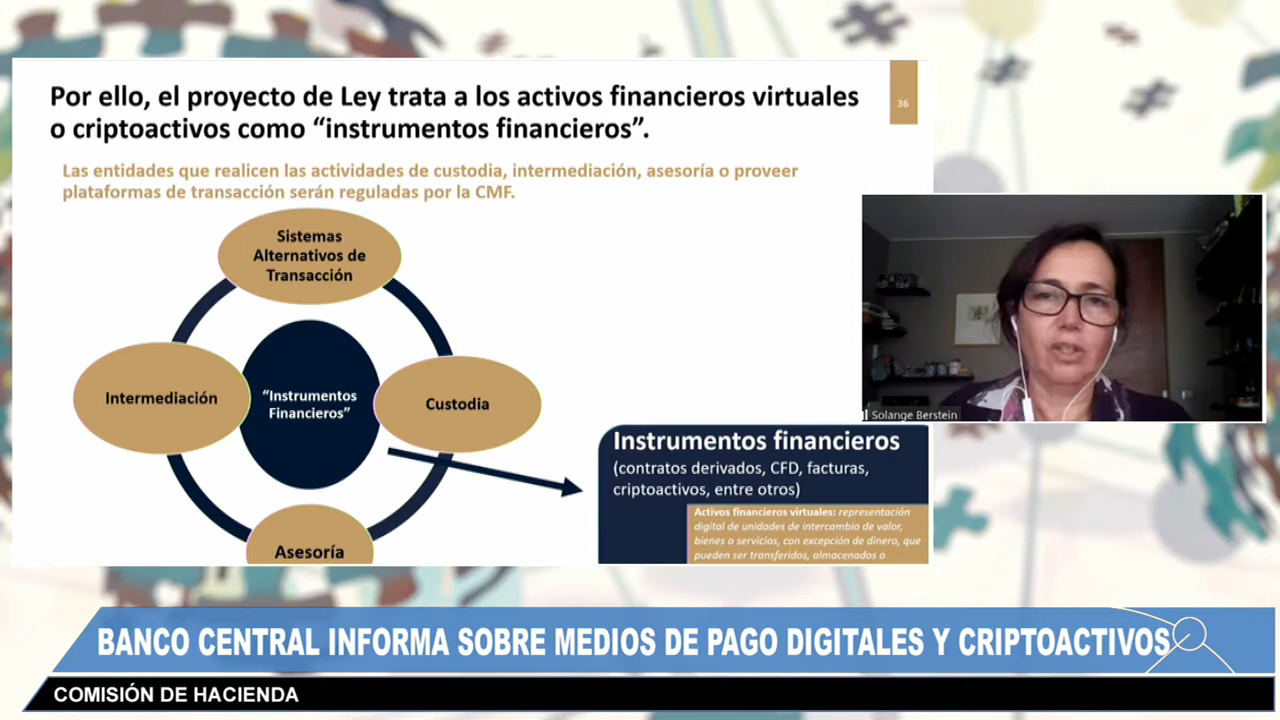 Por ello, el proyecto de Ley trata a los activos financieros virtuales
o criptoactivos como “instrumentos financieros”.
36
Las entidades que realicen las actividades de custodia, intermediación, asesoría o proveer
plataformas de transacción serán reguladas por la CMF.
Sistemas
Alternativos de
Transacción
Intermediación
“Instrumentos
Financieros”
Custodia
Asesoría
Instrumentos financieros
(contratos derivados, CFD, facturas,
criptoactivos, entre otros)
Activos financieros virtuales: representación
digital de unidades de intercambio de valor,
bienes o servicios, con excepción de dinero, que
pueden ser transferidos, almacenados o
Solange Berstein
BANCO CENTRAL INFORMA SOBRE MEDIOS DE PAGO DIGITALES Y CRIPTOACTIVOS
COMISIÓN DE HACIENDA